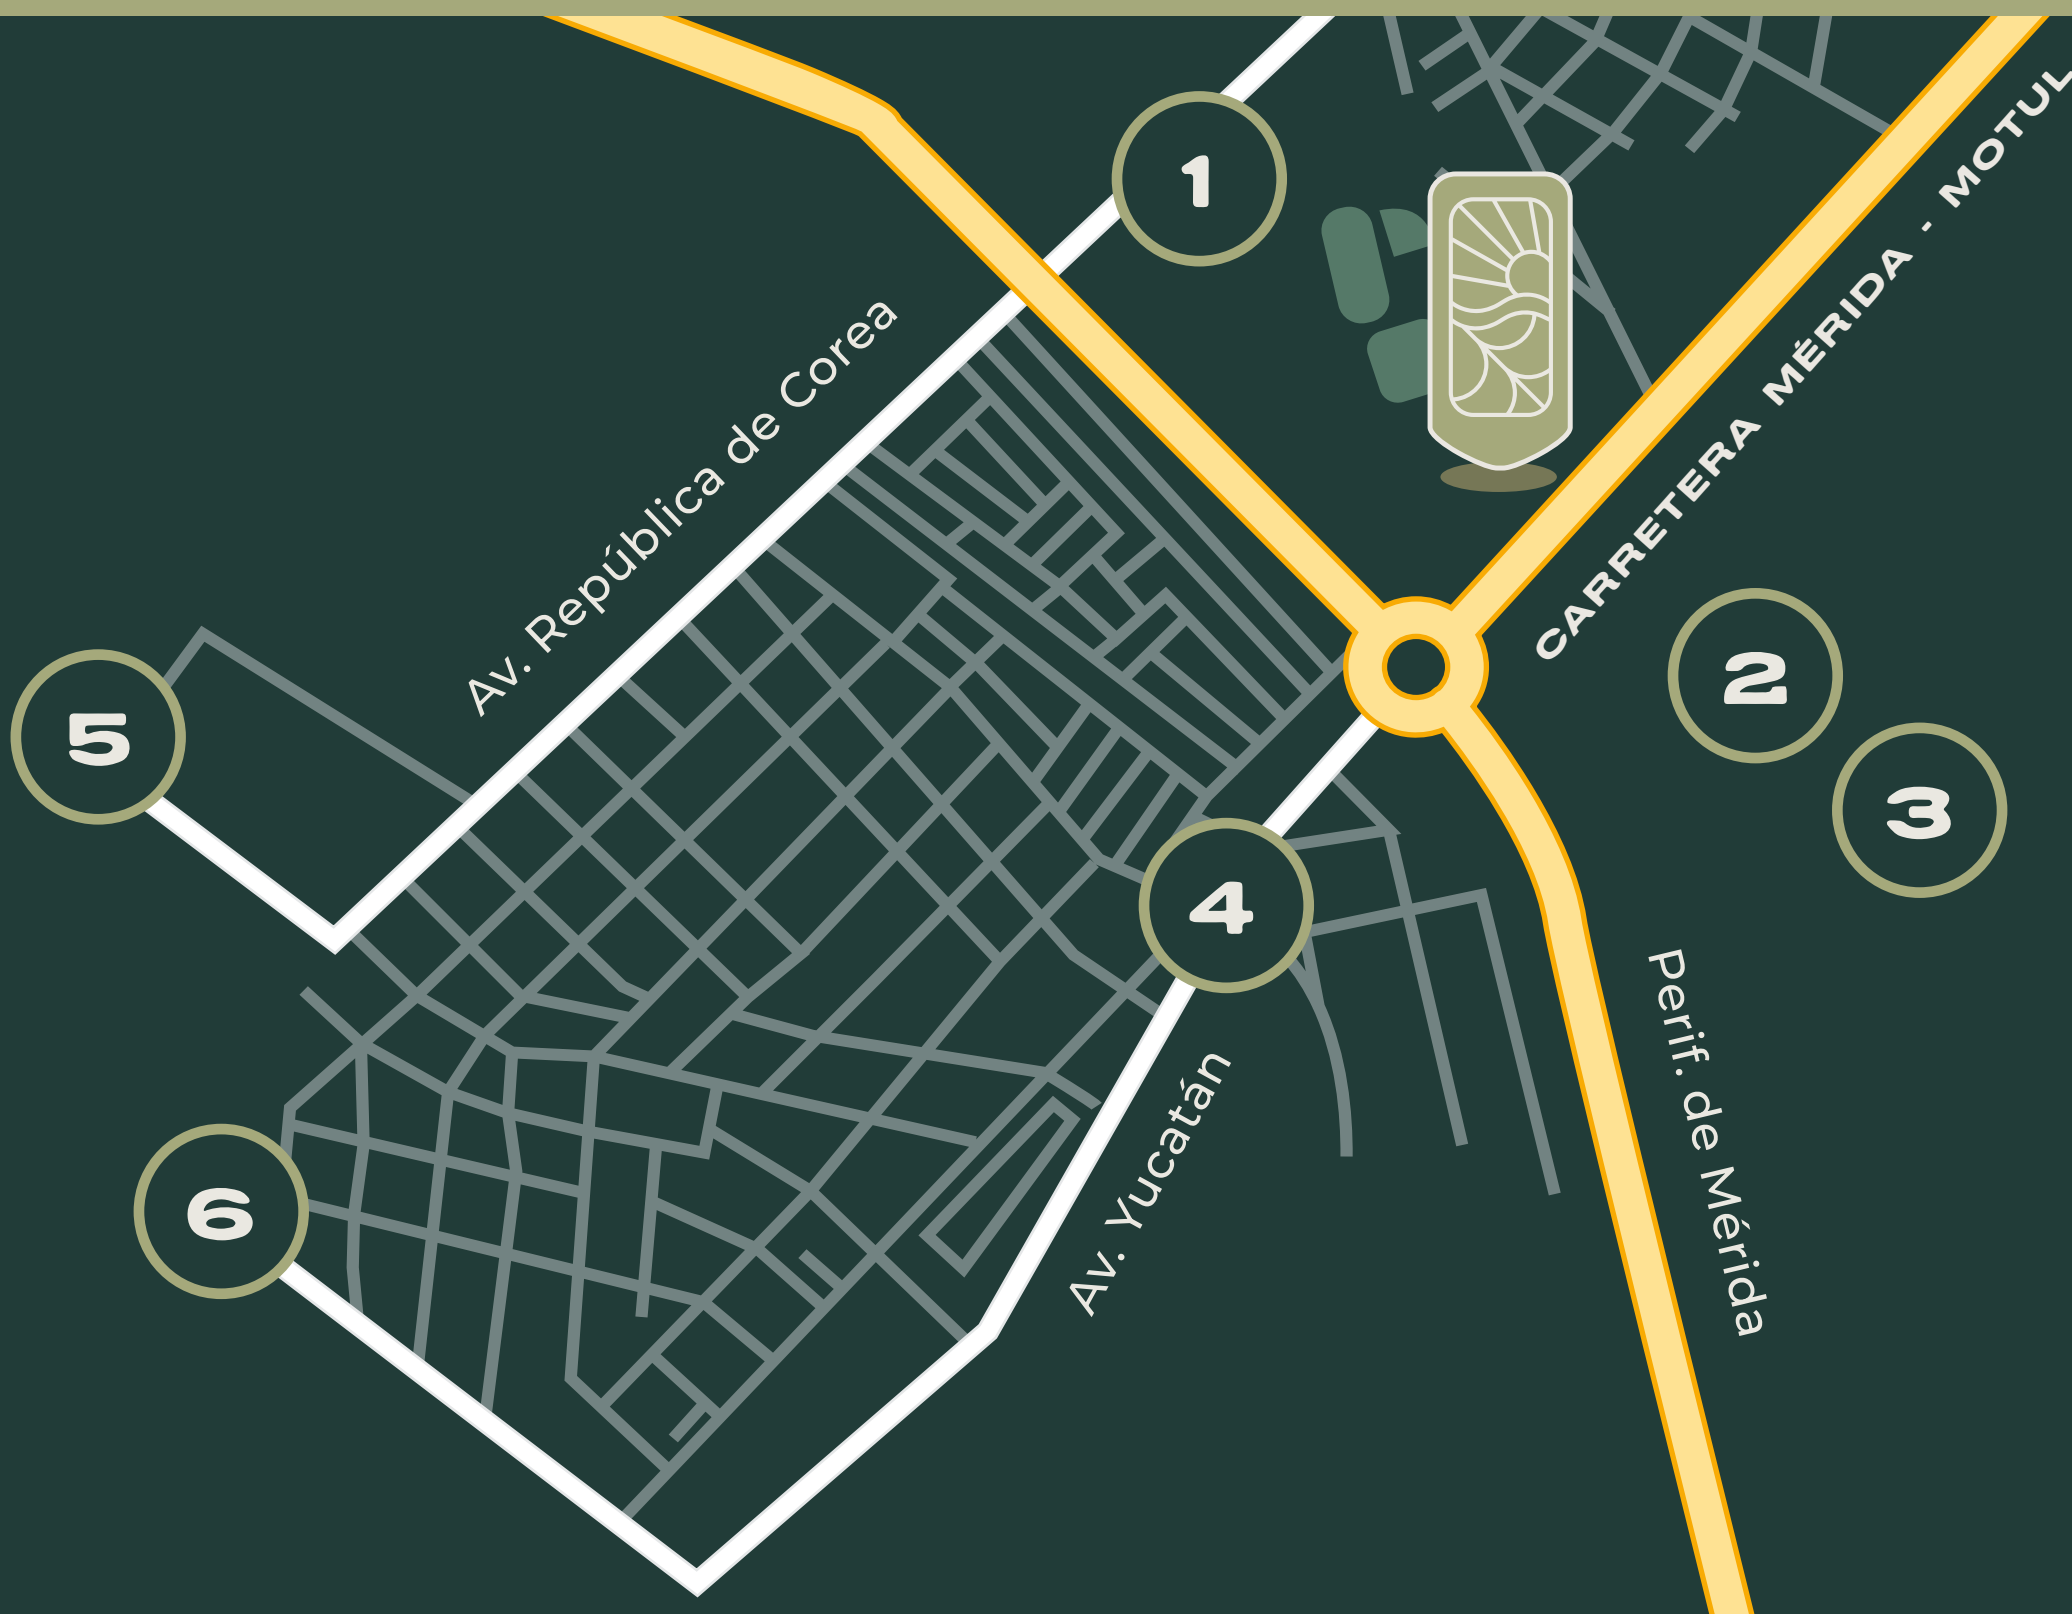 1
CARRETERA MÉRIDA - MOTUL
Av. República de Corea
2
5
3
4
Perif. de Mérida
Av. Yucatán
6